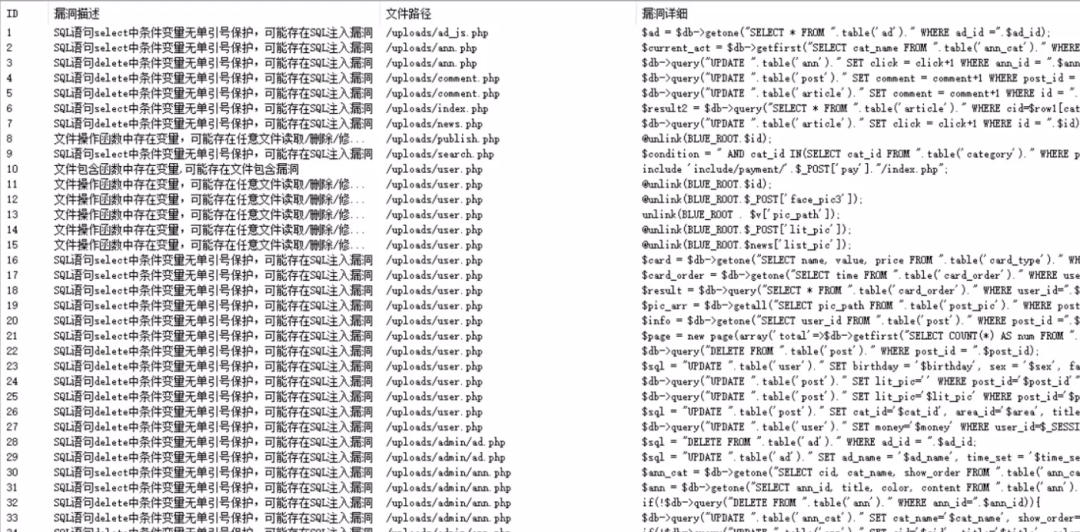 ID 漏洞描述 文件路径 漏洞详细
1 SQL语句select中条件变量无单引号保护，可能存在SQL注入漏洞 /uploads/ad_js.php $ad = $db->getone("SELECT * FROM ".table('ad')." WHERE ad_id =".$ad_id);
2 SQL语句select中条件变量无单引号保护，可能存在SQL注入漏洞 /uploads/ann.php $current_act = $db->getfirst("SELECT cat_name FROM ".table('ann_cat')." WHERE
3 SQL语句delete中条件变量无单引号保护，可能存在SQL注入漏洞 /uploads/ann.php $db->query("UPDATE ".table('ann')." SET click = click+1 WHERE ann_id = ".$ann
4 SQL语句delete中条件变量无单引号保护，可能存在SQL注入漏洞 /uploads/comment.php $db->query("UPDATE ".table('post')." SET comment = comment+1 WHERE post_id =
5 SQL语句delete中条件变量无单引号保护，可能存在SQL注入漏洞 /uploads/comment.php $db->query("UPDATE ".table('article')." SET comment = comment+1 WHERE id = ".
6 SQL语句select中条件变量无单引号保护，可能存在SQL注入漏洞 /uploads/index.php $result2 = $db->query("SELECT * FROM ".table('article')." WHERE cid=$row1[cat
7 SQL语句delete中条件变量无单引号保护，可能存在SQL注入漏洞 /uploads/news.php $db->query("UPDATE ".table('article')." SET click = click+1 WHERE id = ".$id)
8 文件操作函数中存在变量，可能存在任意文件读取/删除/修... /uploads/publish.php @unlink(BLUE_ROOT.$id);
9 SQL语句select中条件变量无单引号保护，可能存在SQL注入漏洞 /uploads/search.php $condition = " AND cat_id IN(SELECT cat_id FROM ".table('category')." WHERE p
10 文件包含函数中存在变量,可能存在文件包含漏洞 /uploads/user.php include 'include/payment/'.$_POST['pay']."/index.php";
11 文件操作函数中存在变量，可能存在任意文件读取/删除/修... /uploads/user.php @unlink(BLUE_ROOT.$id);
12 文件操作函数中存在变量，可能存在任意文件读取/删除/修... /uploads/user.php @unlink(BLUE_ROOT.$_POST['face_pic3']);
13 文件操作函数中存在变量，可能存在任意文件读取/删除/修... /uploads/user.php unlink(BLUE_ROOT . $v['pic_path']);
14 文件操作函数中存在变量，可能存在任意文件读取/删除/修... /uploads/user.php @unlink(BLUE_ROOT.$_POST['lit_pic']);
15 文件操作函数中存在变量，可能存在任意文件读取/删除/修... /uploads/user.php @unlink(BLUE_ROOT.$news['list_pic']);
16 SQL语句select中条件变量无单引号保护，可能存在SQL注入漏洞 /uploads/user.php $card = $db->getone("SELECT name, value, price FROM ".table('card_type')." WH
17 SQL语句select中条件变量无单引号保护，可能存在SQL注入漏洞 /uploads/user.php $card_order = $db->getone("SELECT time FROM ".table('card_order')." WHERE use
18 SQL语句select中条件变量无单引号保护，可能存在SQL注入漏洞 /uploads/user.php $result = $db->query("SELECT * FROM ".table('card_order')." WHERE user_id=".$
19 SQL语句select中条件变量无单引号保护，可能存在SQL注入漏洞 /uploads/user.php $pic_arr = $db->getall("SELECT pic_path FROM ".table('post_pic')." WHERE post
20 SQL语句select中条件变量无单引号保护，可能存在SQL注入漏洞 /uploads/user.php $info = $db->getone("SELECT user_id FROM ".table('post')." WHERE post_id =".$
21 SQL语句select中条件变量无单引号保护，可能存在SQL注入漏洞 /uploads/user.php $page = new page(array('total'=>$db->getfirst("SELECT COUNT(*) AS num FROM ".
22 SQL语句delete中条件变量无单引号保护，可能存在SQL注入漏洞 /uploads/user.php $db->query("DELETE FROM ".table('post')." WHERE post_id = ".$post_id);
23 SQL语句delete中条件变量无单引号保护，可能存在SQL注入漏洞 /uploads/user.php $sql = "UPDATE ".table('user')." SET birthday = '$birthday', sex = '$sex', fa
24 SQL语句delete中条件变量无单引号保护，可能存在SQL注入漏洞 /uploads/user.php $db->query("UPDATE ".table('post')." SET lit_pic='' WHERE post_id='$post_id'"
25 SQL语句delete中条件变量无单引号保护，可能存在SQL注入漏洞 /uploads/user.php $db->query("UPDATE ".table('post')." SET lit_pic='$lit_pic' WHERE post_id='$p
26 SQL语句delete中条件变量无单引号保护，可能存在SQL注入漏洞 /uploads/user.php $sql = "UPDATE ".table('post')." SET cat_id='$cat_id', area_id='$area', title
27 SQL语句delete中条件变量无单引号保护，可能存在SQL注入漏洞 /uploads/user.php $db->query("UPDATE ".table('user')." SET money='$money' WHERE user_id=$_SESSI
28 SQL语句delete中条件变量无单引号保护，可能存在SQL注入漏洞 /uploads/admin/ad.php $sql = "DELETE FROM ".table('ad')." WHERE ad_id = ".$ad_id;
29 SQL语句delete中条件变量无单引号保护，可能存在SQL注入漏洞 /uploads/admin/ad.php $sql = "UPDATE ".table('ad')." SET ad_name = '$ad_name', time_set = '$time_se
30 SQL语句select中条件变量无单引号保护，可能存在SQL注入漏洞 /uploads/admin/ann.php $ann_cat = $db->getone("SELECT cid, cat_name, show_order FROM ".table('ann_ca
31 SQL语句select中条件变量无单引号保护，可能存在SQL注入漏洞 /uploads/admin/ann.php $ann = $db->getone("SELECT ann_id, title, color, content FROM ".table('ann').
32 SQL语句delete中条件变量无单引号保护，可能存在SQL注入漏洞 /uploads/admin/ann.php if(!$db->query("DELETE FROM ".table('ann')." WHERE ann_id=".$ann_id)){
33 SQL语句delete中条件变量无单引号保护，可能存在SQL注入漏洞 /uploads/admin/ann.php $db->query("UPDATE ".table('ann_cat')." SET cat_name='$cat_name', show_order=